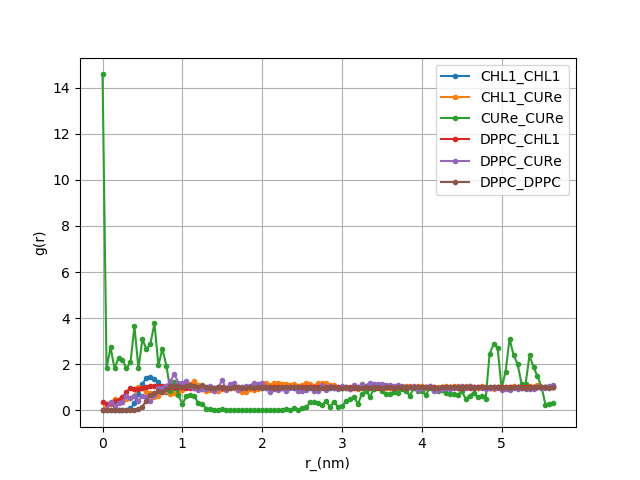 14
12
10
8
6
4
2
0
g(r)
CHL1_CHL1
CHL1_CURe
CURe_CURe
DPPC_CHL1
DPPC_CURe
DPPC_DPPC
0 1 2 3 4 5
r_(nm)